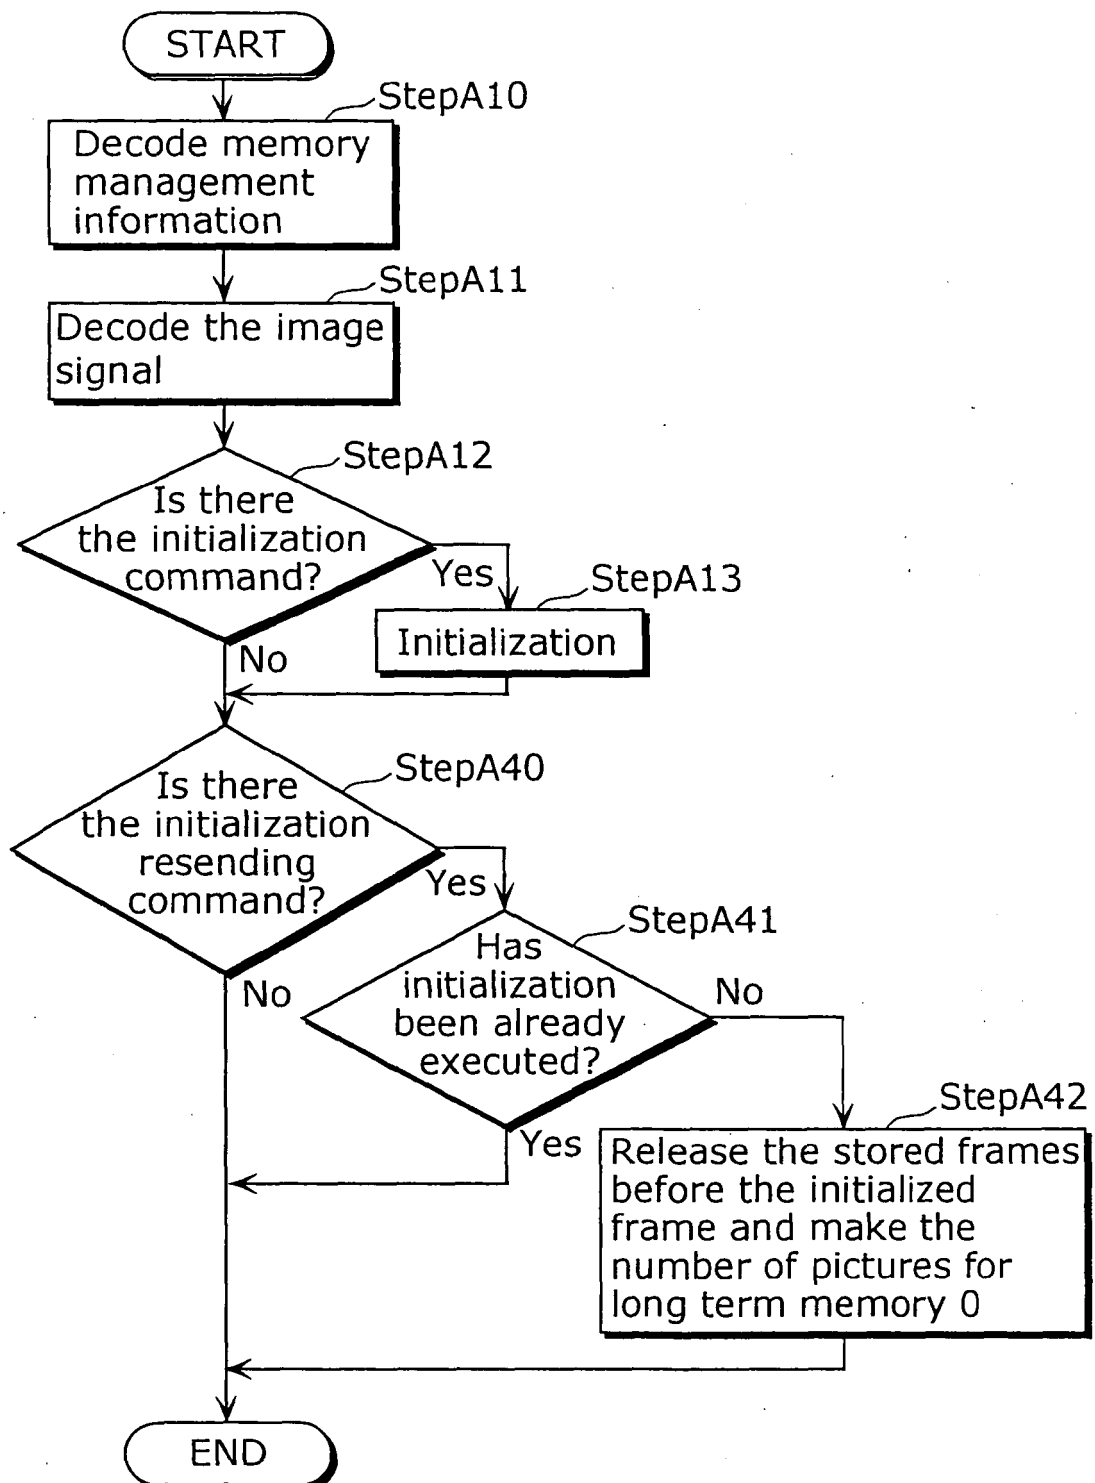 START
StepA10
Decode memory
management
information
StepA11
Decode the image
signal
StepA12
Is there
the initialization
command?
Yes
StepA13
Initialization
No
StepA40
Is there
the initialization
resending
command?
Yes
StepA41
Has
initialization
been already
executed?
No
No
StepA42
Yes
Release the stored frames
before the initialized
frame and make the
number of pictures for
long term memory 0
END